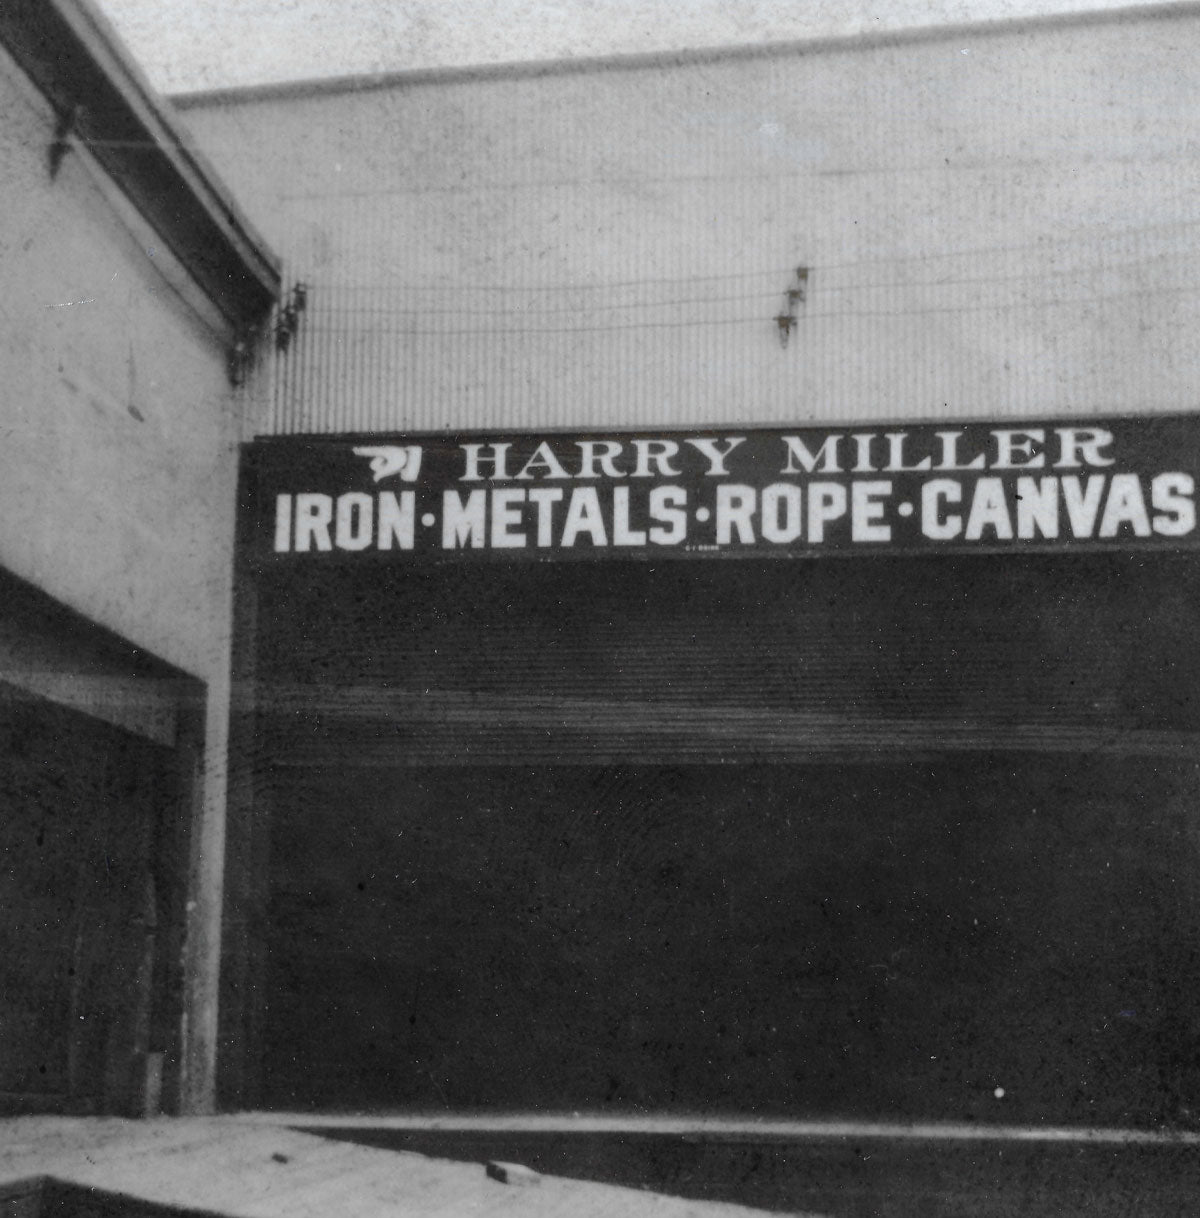 HARRY MILLER
IRON · METALS · ROPE · CANVAS